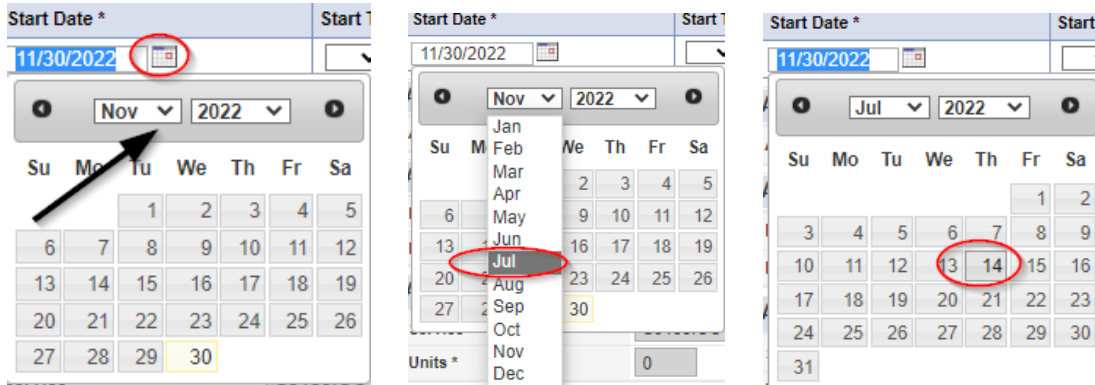 Start Date *
Start
11/30/2022
Nov 2022
Su Mo Tu We Th Fr Sa
1 2 3 4 5
6 7 8 9 10 11 12
13 14 15 16 17 18 19
20 21 22 23 24 25 26
27 28 29 30
Start Date *
Start
11/30/2022
Nov 2022
Jan
Feb
Mar
Apr
May
Jun
Jul
Aug
Sep
Oct
Nov
Dec
Su We Th Fr Sa
2 3 4 5
6 9 10 11 12
13 16 17 18 19
20 23 24 25 26
27 30
Units *
0
Start Date *
Start
11/30/2022
Jul 2022
Su Mo Tu We Th Fr Sa
1 2
3 4 5 6 7 8 9
10 11 12 13 14 15 16
17 18 19 20 21 22 23
24 25 26 27 28 29 30
31